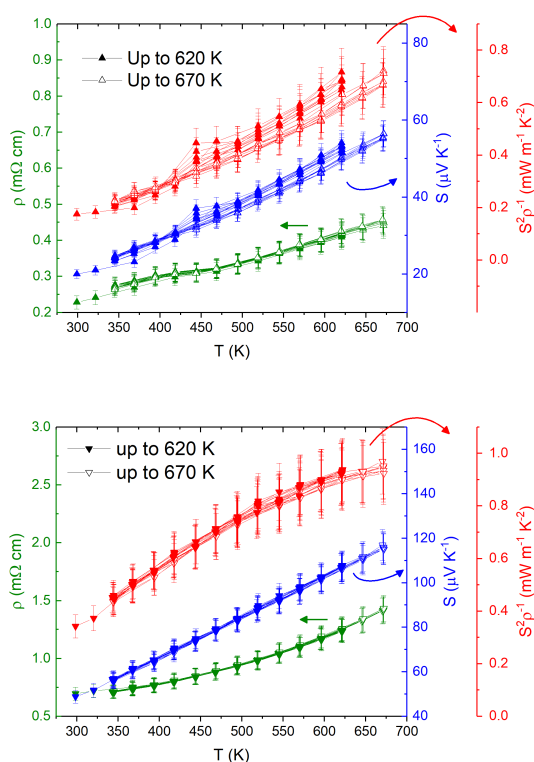 Up to 620 K
Up to 670 K
1.0
0.9
0.8
0.7
0.6
0.5
0.4
0.3
0.2
ρ (mΩ cm)
300 350 400 450 500 550 600 650 700
T (K)
80
60
40
20
S (μV K⁻¹)
0.8
0.6
0.4
0.2
0.0
S²ρ⁻¹ (mW m⁻¹ K⁻²)
up to 620 K
up to 670 K
3.0
2.5
2.0
1.5
1.0
0.5
ρ (mΩ cm)
300 350 400 450 500 550 600 650 700
T (K)
160
140
120
100
80
60
40
S (μV K⁻¹)
1.0
0.8
0.6
0.4
0.2
0.0
S²ρ⁻¹ (mW m⁻¹ K⁻²)